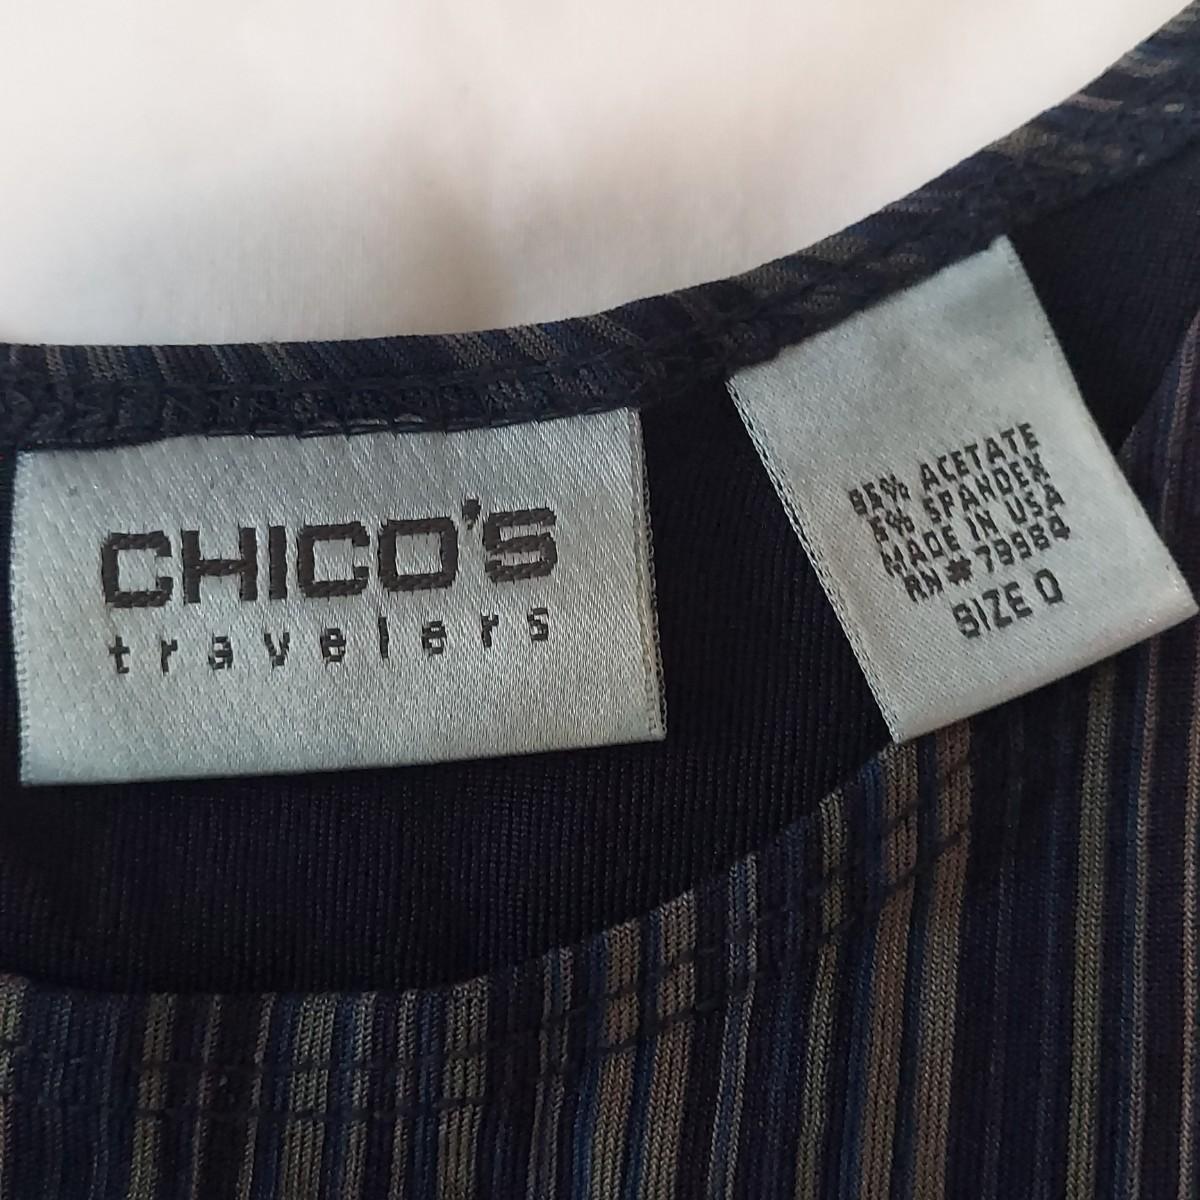 CHICO'S
travelers
95% ACETATE
5% SPANDEX
MADE IN USA
RN# 79984
SIZE 0